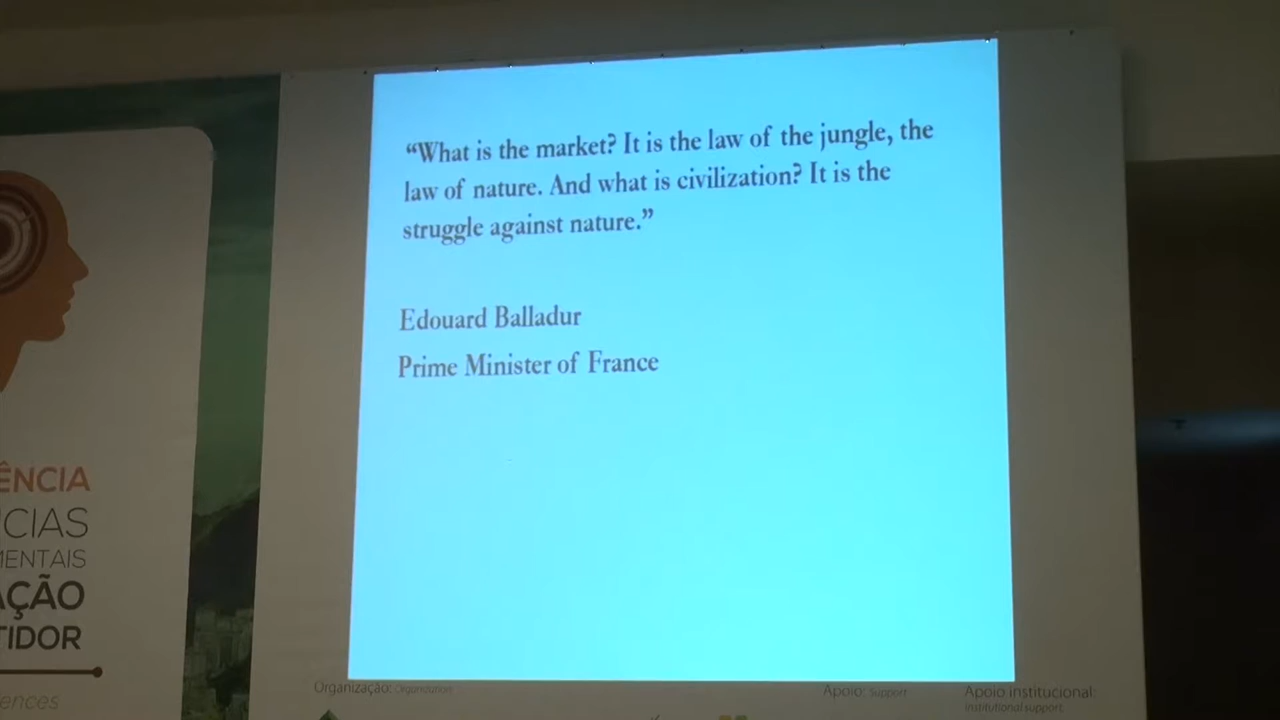 “What is the market? It is the law of the jungle, the
law of nature. And what is civilization? It is the
struggle against nature.”
Edouard Balladur
Prime Minister of France
ÊNCIA
CIAS
MENTAIS
AÇÃO
TIDOR
ences
Organização: Organization
Apoio: Support
Apoio institucional:
institutional support